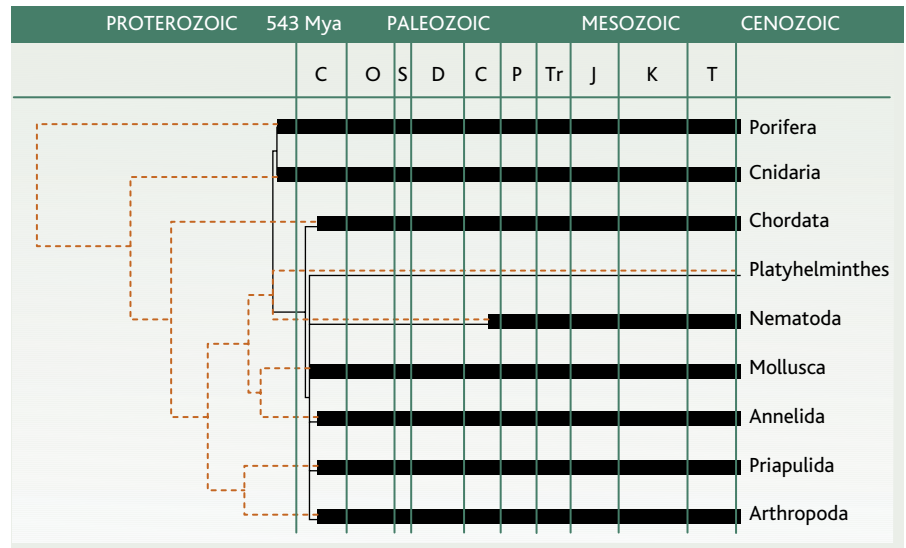 PROTEROZOIC 543 Mya PALEOZOIC MESOZOIC CENOZOIC
C O S D C P Tr J K T
Porifera
Cnidaria
Chordata
Platyhelminthes
Nematoda
Mollusca
Annelida
Priapulida
Arthropoda